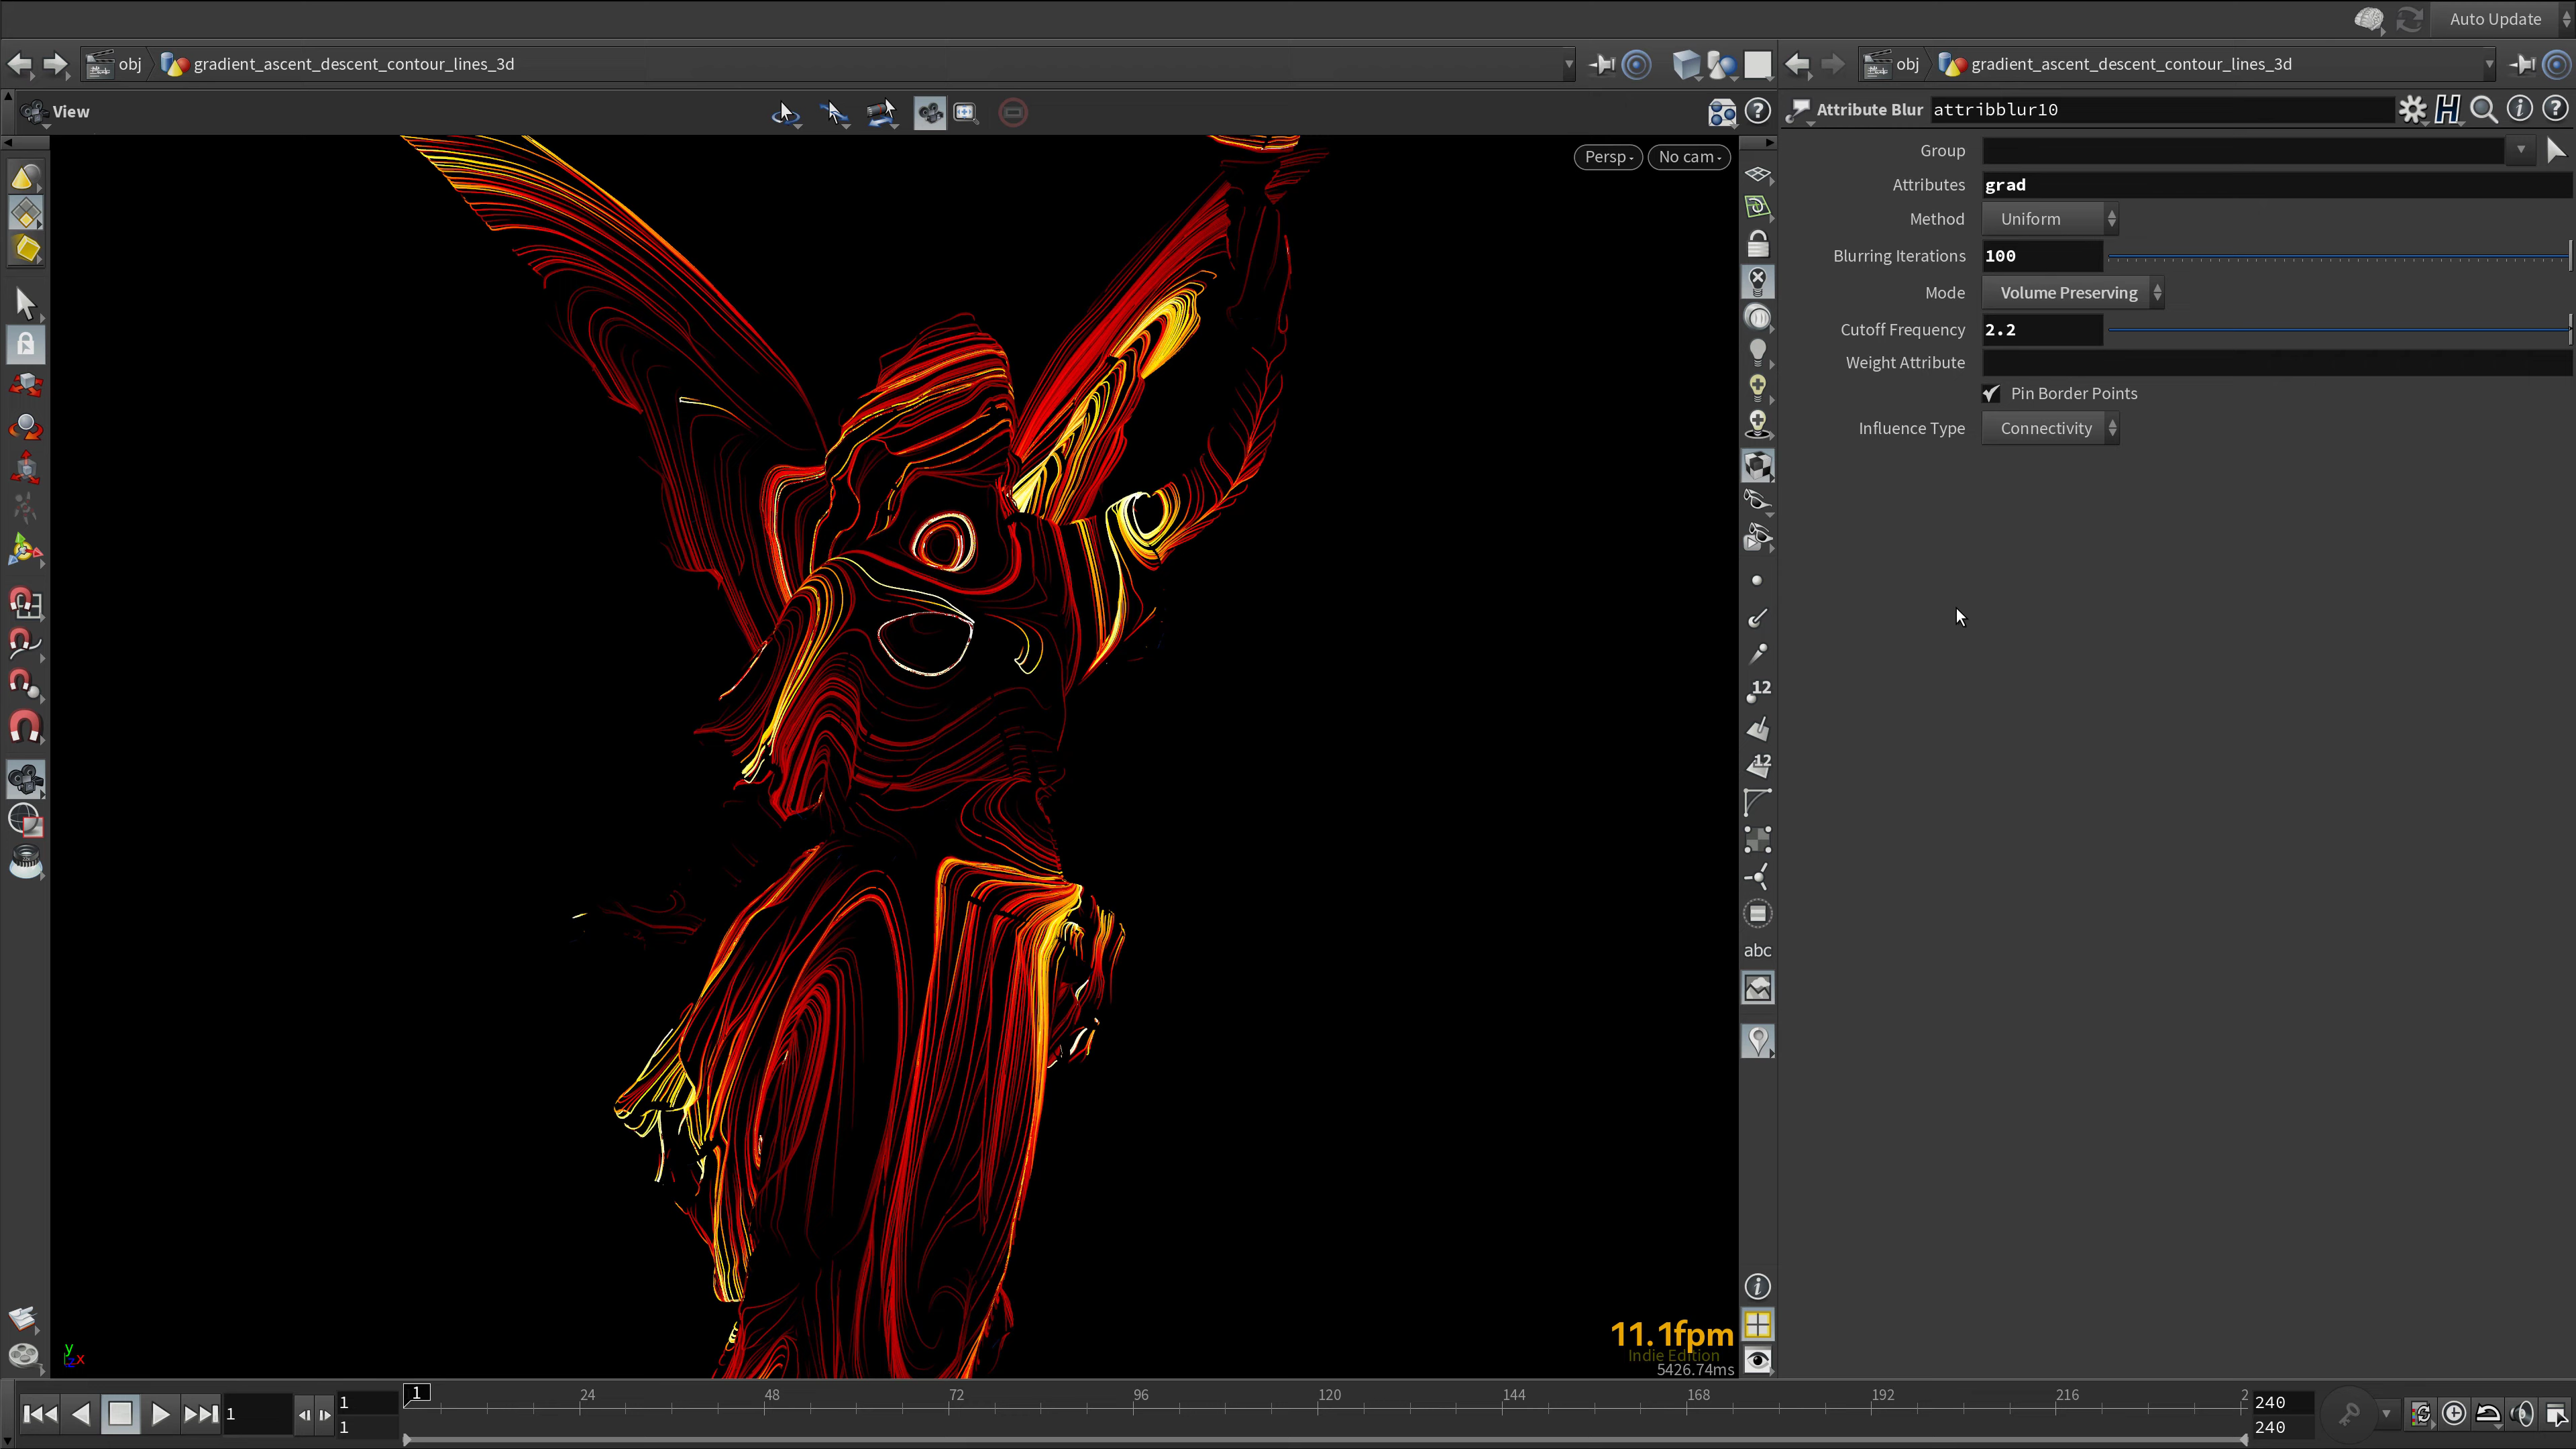 Auto Update
obj gradient_ascent_descent_contour_lines_3d
obj gradient_ascent_descent_contour_lines_3d
View
Attribute Blur attribblur10
Persp No cam
Group
Attributes grad
Method Uniform
Blurring Iterations 100
Mode Volume Preserving
Cutoff Frequency 2.2
Weight Attribute
Pin Border Points
Influence Type Connectivity
12
12
abc
11.1fpm
Indie Edition
5426.74ms
y
z x
1 1 1 1 24 48 72 96 120 144 168 192 216 2 240 240